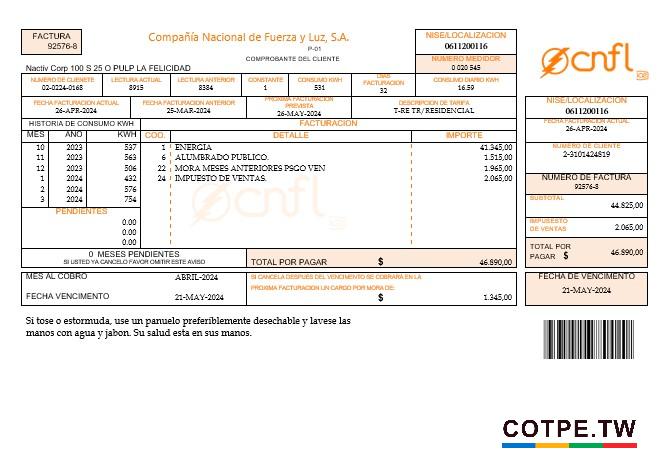 FACTURA
92576-8
Compañía Nacional de Fuerza y Luz, S.A.
P-01
COMPROBANTE DEL CLIENTE
NISE/LOCALIZACION
0611200116
NUMERO MEDIDOR
0 020 545
cnfl
Nactiv Corp 100 S 25 O PULP LA FELICIDAD
NUMERO DE CLIENETE LECTURA ACTUAL LECTURA ANTERIOR CONSTANTE CONSUMO KWH DIAS FACTURACION CONSUMO DIARIO KWH
02-0224-0168 8915 8384 1 531 32 16.59
FECHA FACTURACION ACTUAL FECHA FACTURACION ANTERIOR PROXIMA FACTURACION PREVISTA DESCRIPCION DE TARIFA
26-APR-2024 25-MAR-2024 26-MAY-2024 T-RE TR/RESIDENCIAL
HISTORIA DE CONSUMO KWH FACTURACION
MES ANO KWH COD. DETALLE IMPORTE
10 2023 537 1 ENERGIA 41.345,00
11 2023 563 6 ALUMBRADO PUBLICO. 1.515,00
12 2023 506 22 MORA MESES ANTERIORES PSGO VEN 1.965,00
1 2024 432 24 IMPUESTO DE VENTAS. 2.065,00
2 2024 576
3 2024 754
cnfl
PENDIENTES
0.00
0.00
0.00
0 MESES PENDIENTES
SI USTED YA CANCELO FAVOR OMITIR ESTE AVISO
TOTAL POR PAGAR $ 46.890,00
MES AL COBRO ABRIL-2024
FECHA VENCIMIENTO 21-MAY-2024
SI CANCELA DESPUÉS DEL VENCIMIENTO SE COBRARÁ EN LA
PROXIMA FACTURACION UN CARGO POR MORA DE:
$ 1.345,00
NISE/LOCALIZACION
0611200116
FECHA FACTURACION ACTUAL
26-APR-2024
NUMERO DE CLIENTE
2-3101424819
NUMERO DE FACTURA
92576-8
SUBTOTAL
44.825,00
IMPUESTO DE VENTAS 2.065,00
TOTAL POR PAGAR $ 46.890,00
FECHA DE VENCIMIENTO
21-MAY-2024
Si tose o estornuda, use un panuelo preferiblemente desechable y lavese las
manos con agua y jabon. Su salud esta en sus manos.
COTPE.TW